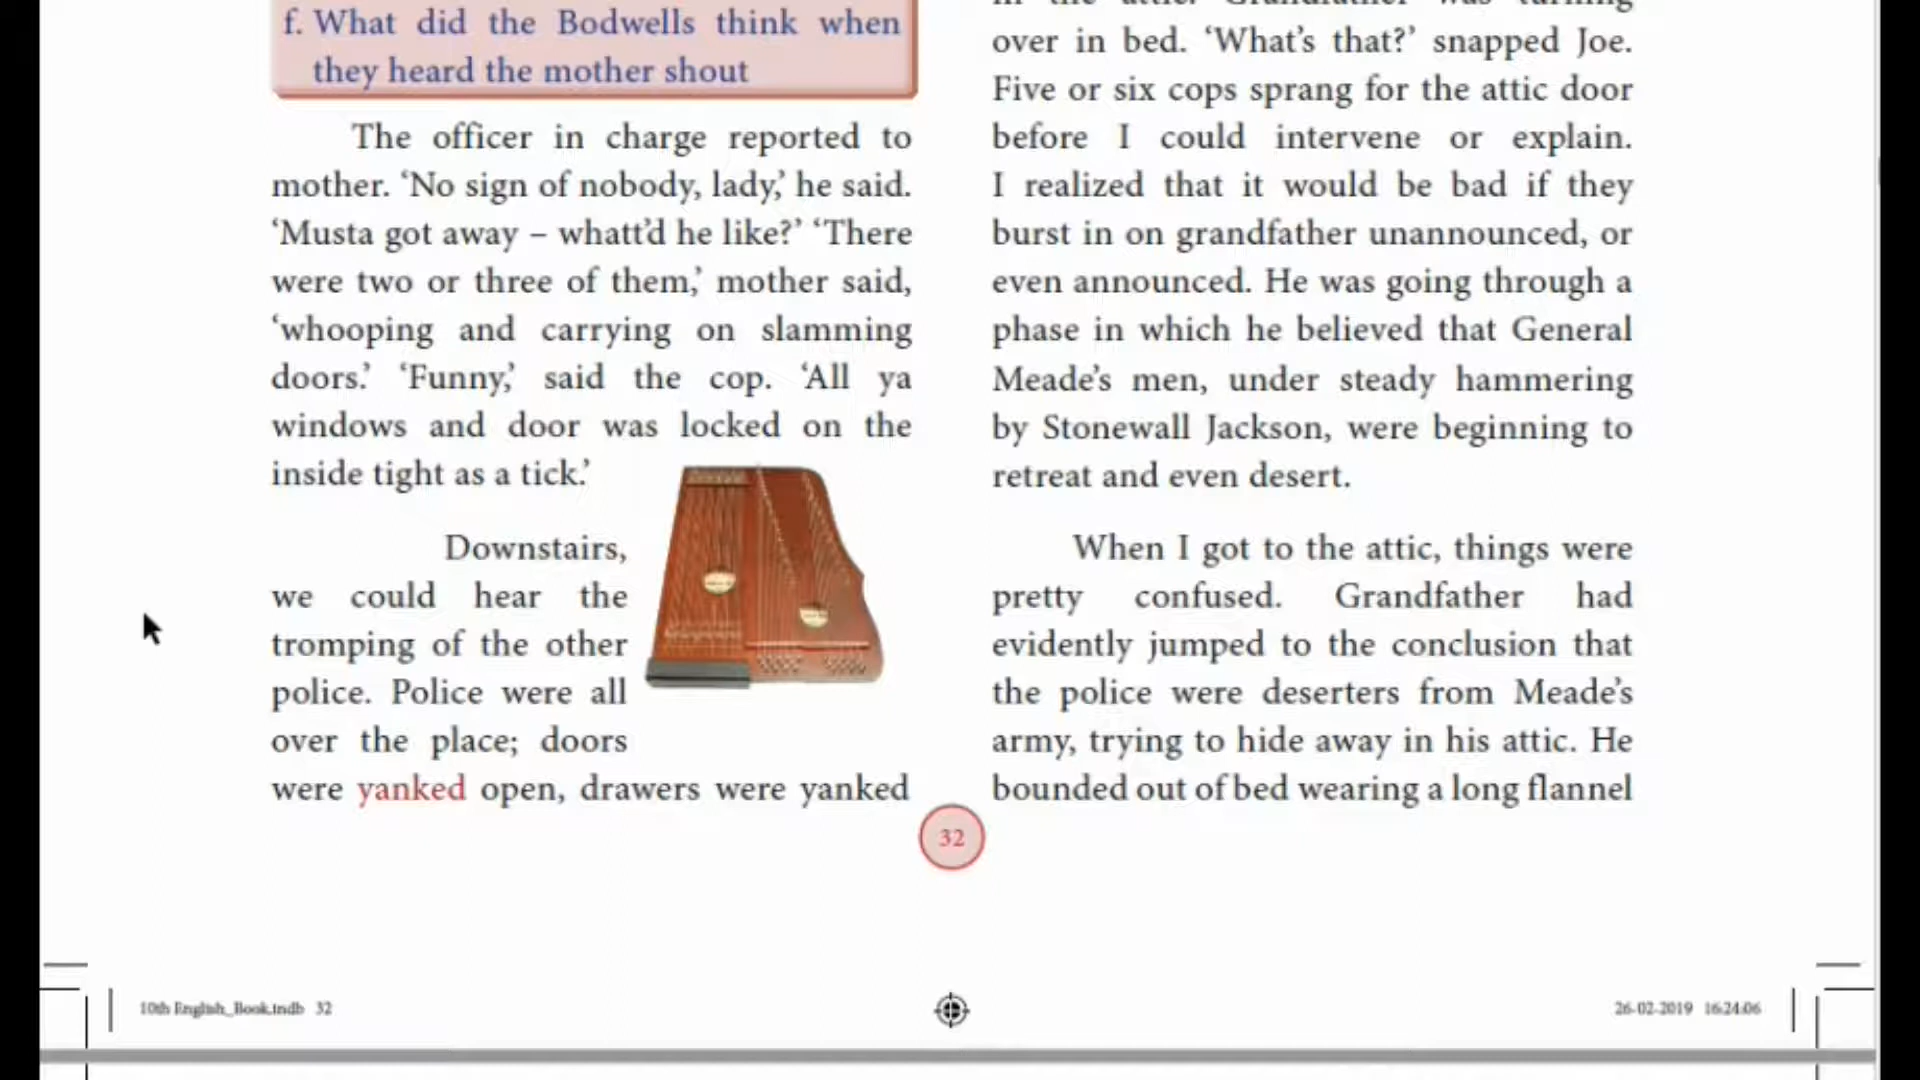 f. What did the Bodwells think when
they heard the mother shout
The officer in charge reported to
mother. ‘No sign of nobody, lady,’ he said.
‘Musta got away – whatt’d he like?’ ‘There
were two or three of them,’ mother said,
‘whooping and carrying on slamming
doors.’ ‘Funny,’ said the cop. ‘All ya
windows and door was locked on the
inside tight as a tick.’
Downstairs,
we could hear the
tromping of the other
police. Police were all
over the place; doors
were yanked open, drawers were yanked
in the attic. Grandfather was turning
over in bed. ‘What’s that?’ snapped Joe.
Five or six cops sprang for the attic door
before I could intervene or explain.
I realized that it would be bad if they
burst in on grandfather unannounced, or
even announced. He was going through a
phase in which he believed that General
Meade’s men, under steady hammering
by Stonewall Jackson, were beginning to
retreat and even desert.
When I got to the attic, things were
pretty confused. Grandfather had
evidently jumped to the conclusion that
the police were deserters from Meade’s
army, trying to hide away in his attic. He
bounded out of bed wearing a long flannel
32
10th English_Book.indb 32
26-02-2019 16:24:06